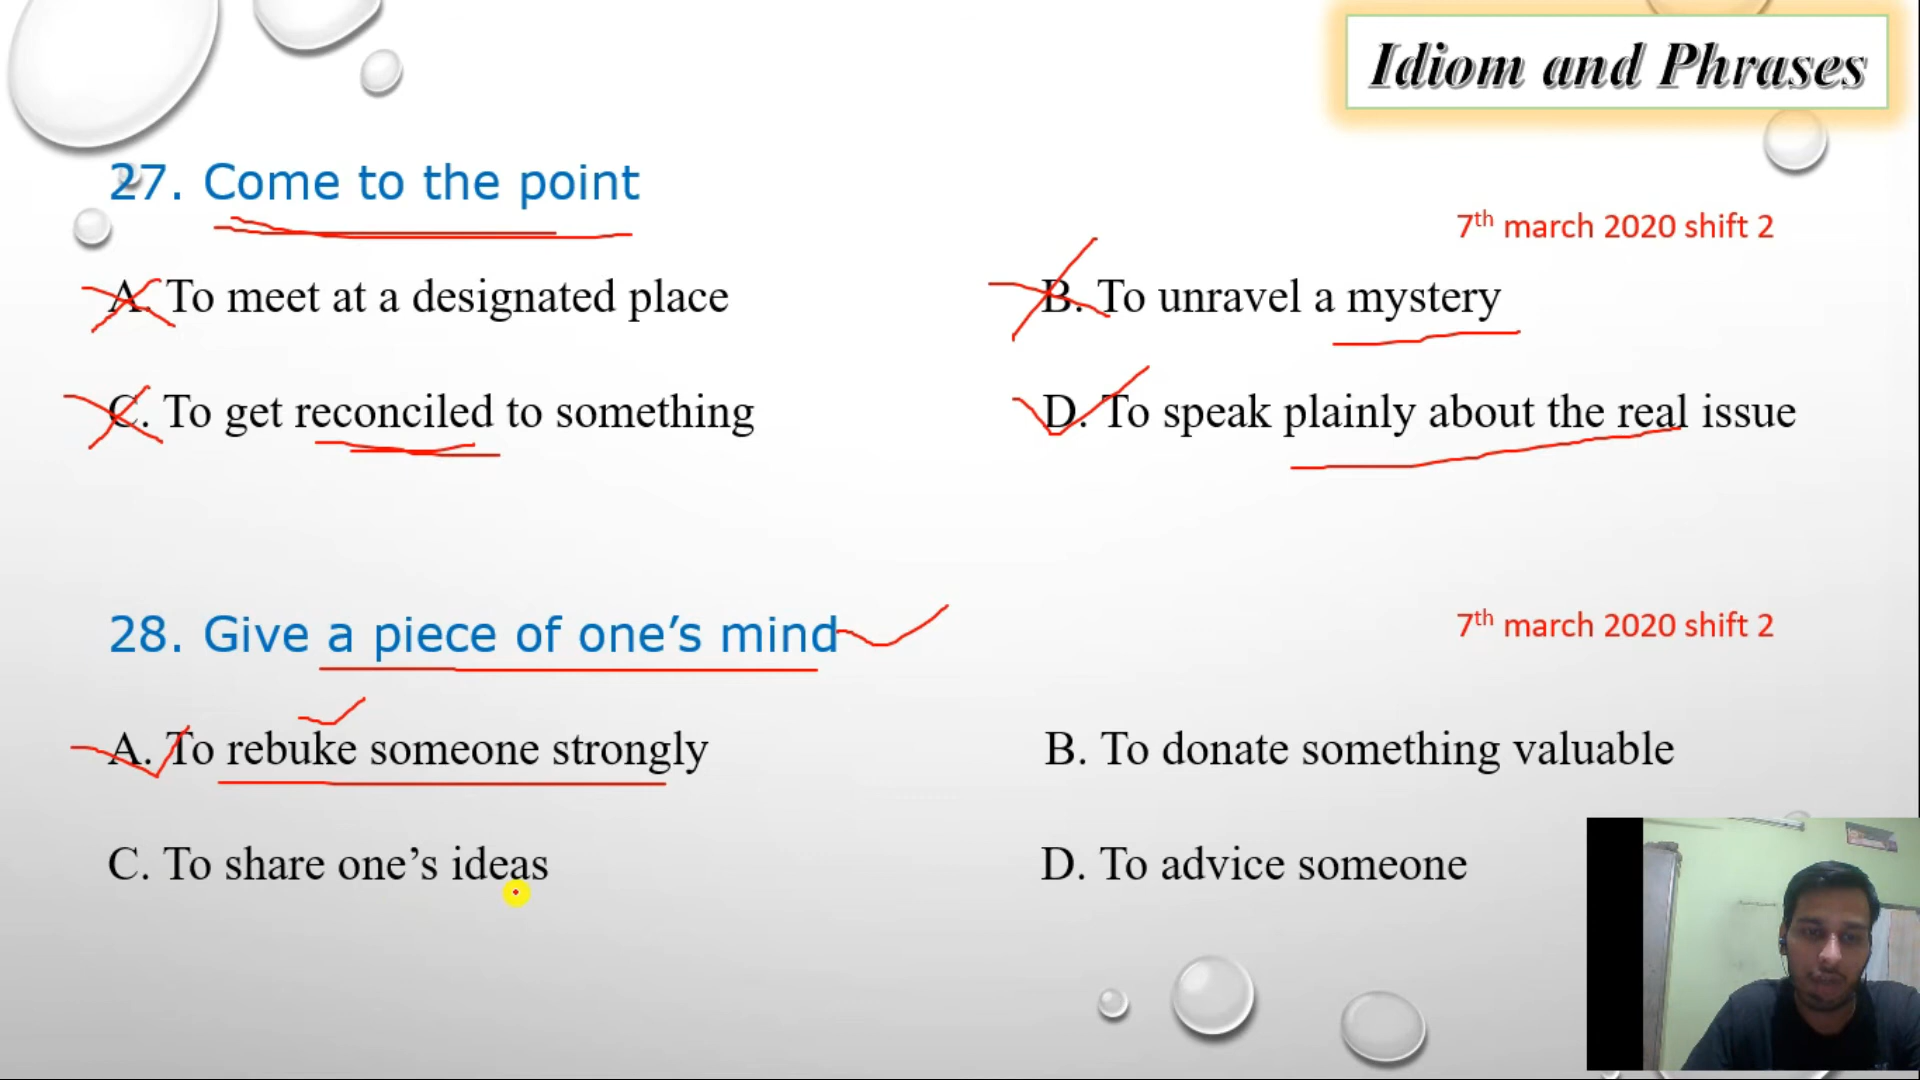 Idiom and Phrases
27. Come to the point
7th march 2020 shift 2
A. To meet at a designated place
B. To unravel a mystery
C. To get reconciled to something
D. To speak plainly about the real issue
28. Give a piece of one’s mind
7th march 2020 shift 2
A. To rebuke someone strongly
B. To donate something valuable
C. To share one’s ideas
D. To advice someone